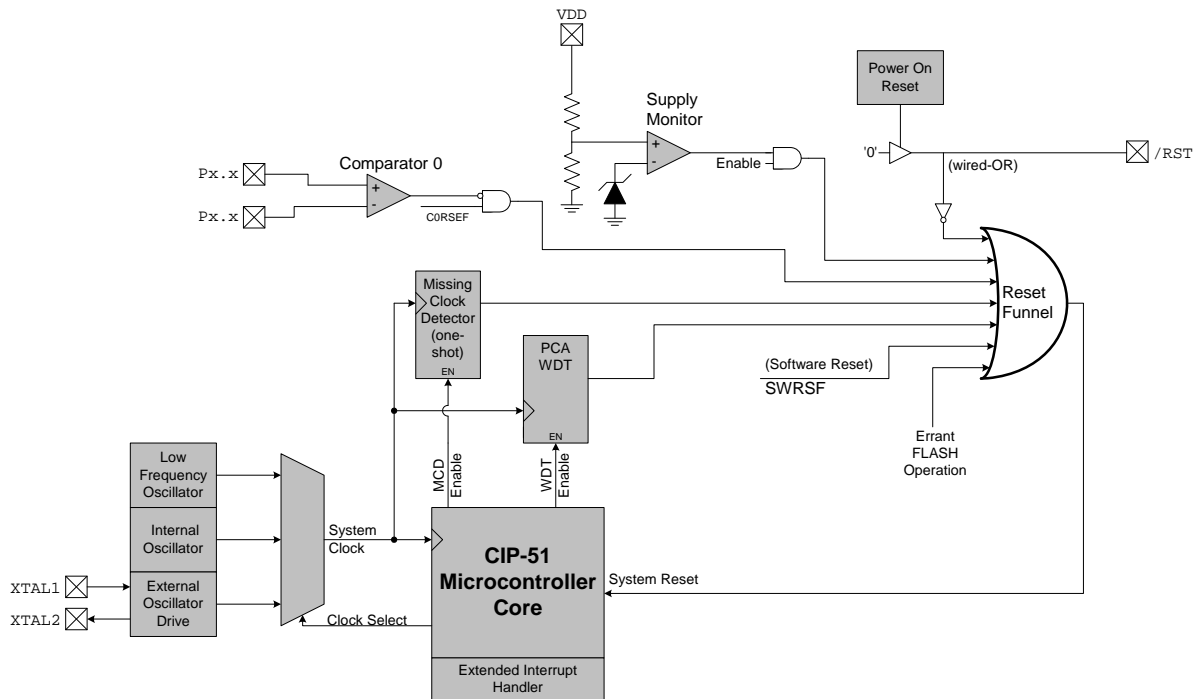 VDD
Power On
Reset
Supply
Monitor
+
-
Enable
'0'
(wired-OR)
/RST
Comparator 0
Px.x
Px.x
+
-
C0RSEF
Missing
Clock
Detector
(one-
shot)
EN
PCA
WDT
EN
Reset
Funnel
(Software Reset)
SWRSF
Errant
FLASH
Operation
MCD
Enable
WDT
Enable
Low
Frequency
Oscillator
Internal
Oscillator
External
Oscillator
Drive
XTAL1
XTAL2
System
Clock
Clock Select
CIP-51
Microcontroller
Core
System Reset
Extended Interrupt
Handler